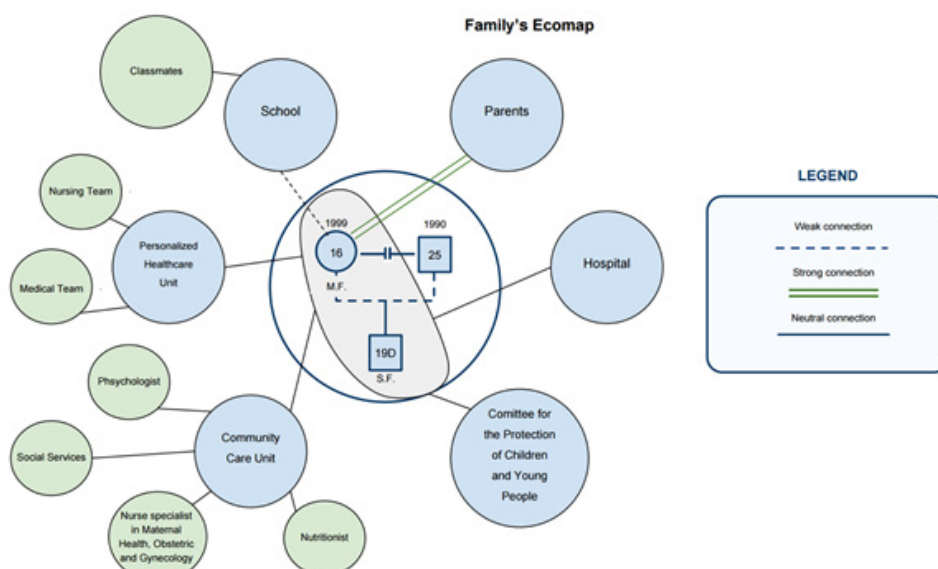 Family's Ecomap
Classmates
School
Parents
Nursing Team
Personalized
Healthcare
Unit
Medical Team
1999
1990
16
25
M.F.
19D
S.F.
Hospital
LEGEND
Weak connection
Strong connection
Neutral connection
Phsychologist
Social Services
Community
Care Unit
Nurse specialist
in Maternal
Health, Obstetric
and Gynecology
Nutritionist
Comittee for
the Protection
of Children
and Young
People